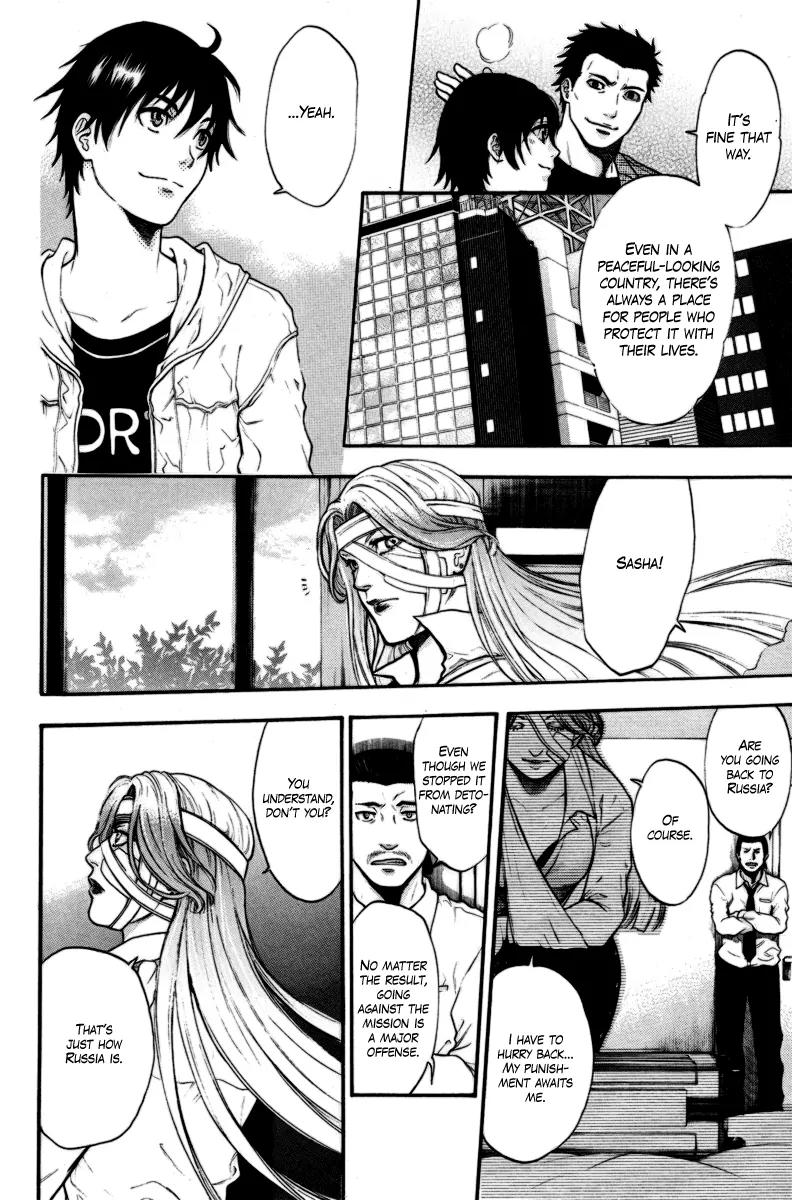 IT'S
FINE THAT
WAY.
EVEN IN A
PEACEFUL-LOOKING
COUNTRY, THERE'S
ALWAYS A PLACE
FOR PEOPLE WHO
PROTECT IT WITH
THEIR LIVES.
...YEAH.
ORT
SASHA!
ARE
YOU GOING
BACK TO
RUSSIA?
OF
COURSE.
I HAVE TO
HURRY BACK...
MY PUNISH-
MENT AWAITS
ME.
EVEN
THOUGH WE
STOPPED IT
FROM DETO-
NATING?
NO MATTER
THE RESULT,
GOING
AGAINST THE
MISSION IS
A MAJOR
OFFENSE.
YOU
UNDERSTAND,
DON'T YOU?
THAT'S
JUST HOW
RUSSIA IS.